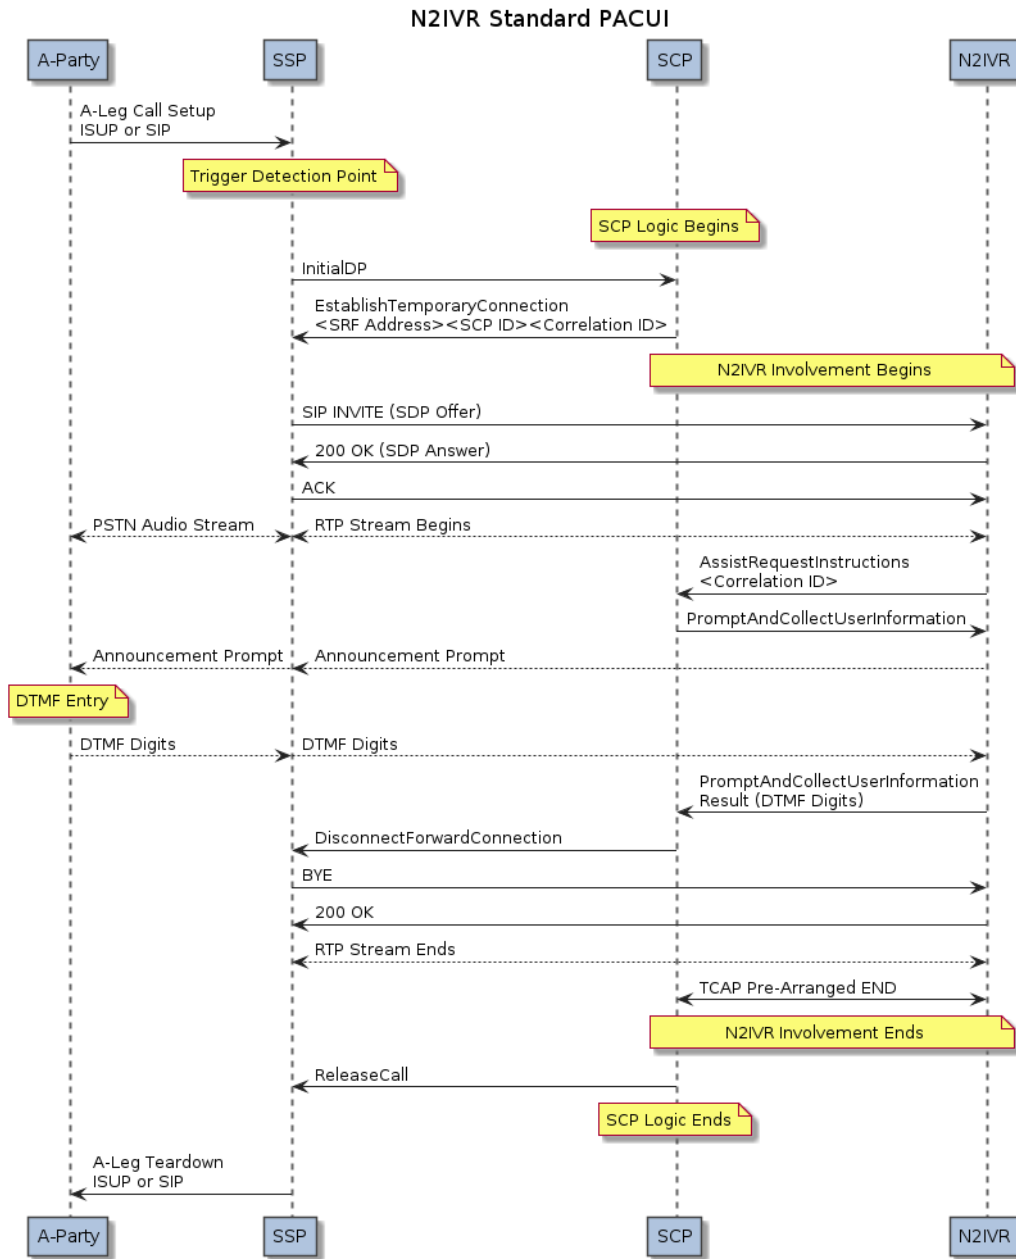 N2IVR Standard PACUI
A-Party
SSP
SCP
N2IVR
A-Leg Call Setup
ISUP or SIP
Trigger Detection Point
SCP Logic Begins
InitialDP
EstablishTemporaryConnection
<SRF Address><SCP ID><Correlation ID>
N2IVR Involvement Begins
SIP INVITE (SDP Offer)
200 OK (SDP Answer)
ACK
PSTN Audio Stream
RTP Stream Begins
AssistRequestInstructions
<Correlation ID>
PromptAndCollectUserInformation
Announcement Prompt
Announcement Prompt
DTMF Entry
DTMF Digits
DTMF Digits
PromptAndCollectUserInformation
Result (DTMF Digits)
DisconnectForwardConnection
BYE
200 OK
RTP Stream Ends
TCAP Pre-Arranged END
N2IVR Involvement Ends
ReleaseCall
SCP Logic Ends
A-Leg Teardown
ISUP or SIP
A-Party
SSP
SCP
N2IVR